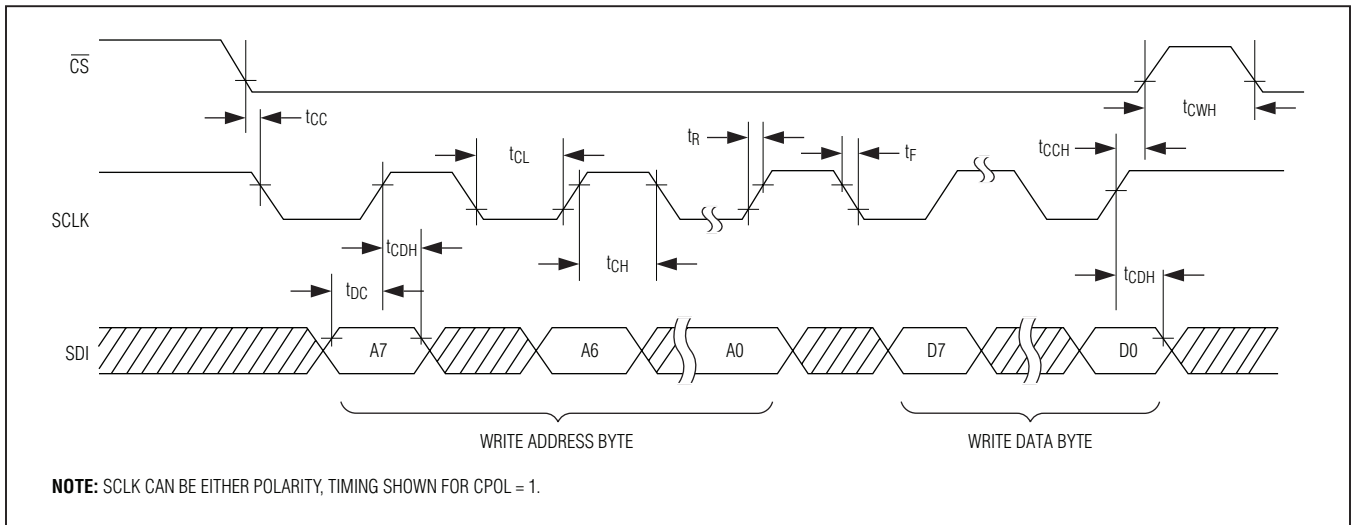 CS
tCC
tCL
tR
tF
tCCH
tCWH
SCLK
tCDH
tDC
tCH
tCDH
SDI
A7
A6
A0
D7
D0
WRITE ADDRESS BYTE
WRITE DATA BYTE
NOTE: SCLK CAN BE EITHER POLARITY, TIMING SHOWN FOR CPOL = 1.